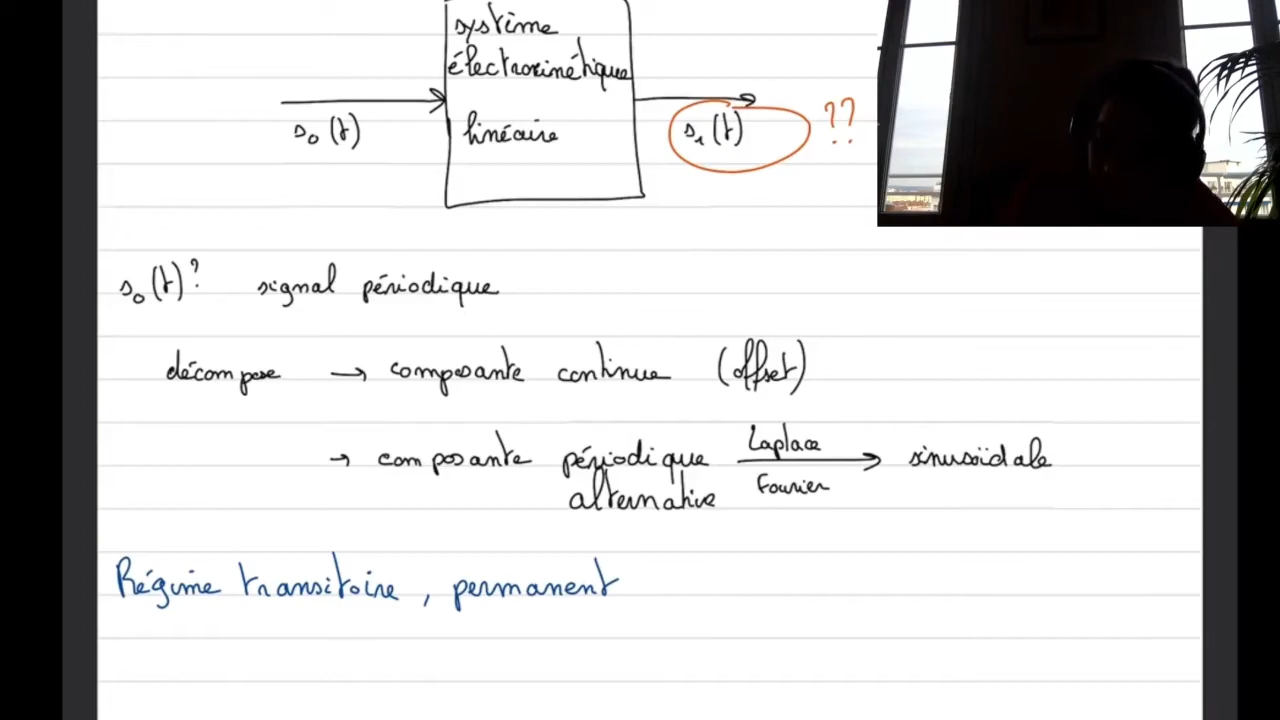 système
électrocinétique
linéaire
s₀(t)
s₁(t) ??
s₀(t)? signal périodique
décompose → composante continue (offset)
→ composante périodique alternative Laplace Fourier → sinusoïdale
Régime transitoire, permanent